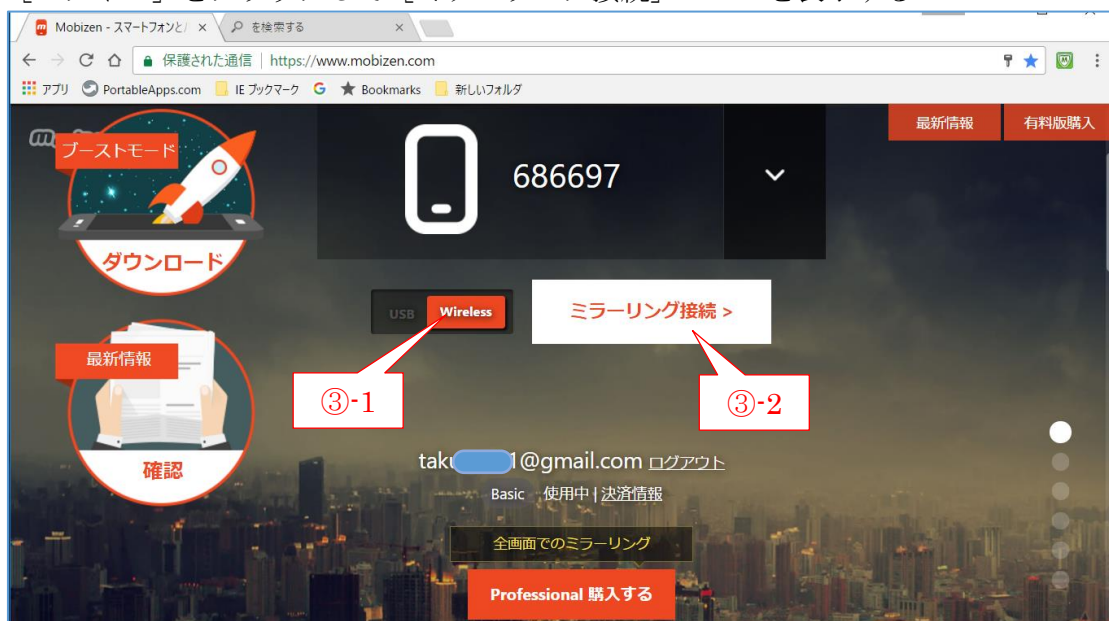 Mobizen - スマートフォンと/ × を検索する ×
保護された通信 | https://www.mobizen.com
アプリ PortableApps.com IE ブックマーク G Bookmarks 新しいフォルダ
最新情報 有料版購入
ブーストモード
686697
ダウンロード
USB Wireless ミラーリング接続 >
最新情報
③-1 ③-2
確認
taku 1@gmail.com ログアウト
Basic 使用中 | 決済情報
全画面でのミラーリング
Professional 購入する